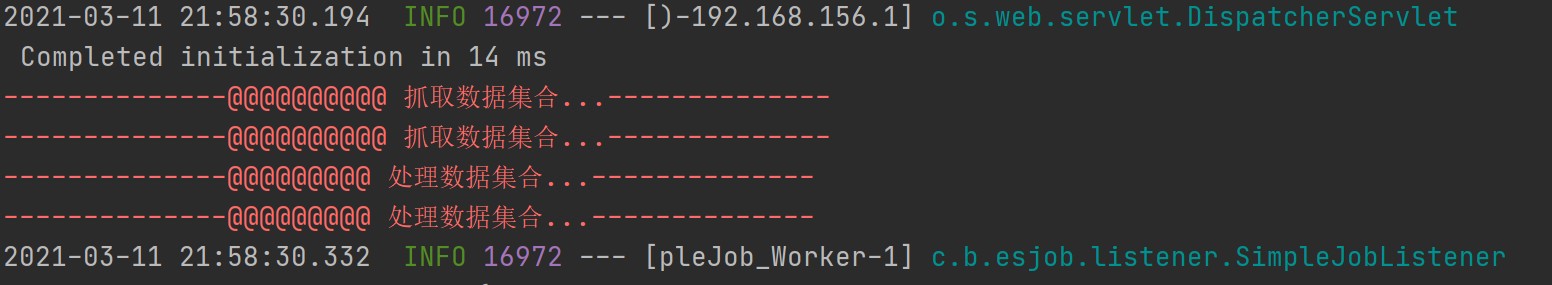 2021-03-11 21:58:30.194  INFO 16972 --- [)-192.168.156.1] o.s.web.servlet.DispatcherServlet
 Completed initialization in 14 ms
--------------@@@@@@@@@@ 抓取数据集合...--------------
--------------@@@@@@@@@@ 抓取数据集合...--------------
--------------@@@@@@@@@ 处理数据集合...--------------
--------------@@@@@@@@@ 处理数据集合...--------------
2021-03-11 21:58:30.332  INFO 16972 --- [pleJob_Worker-1] c.b.esjob.listener.SimpleJobListener